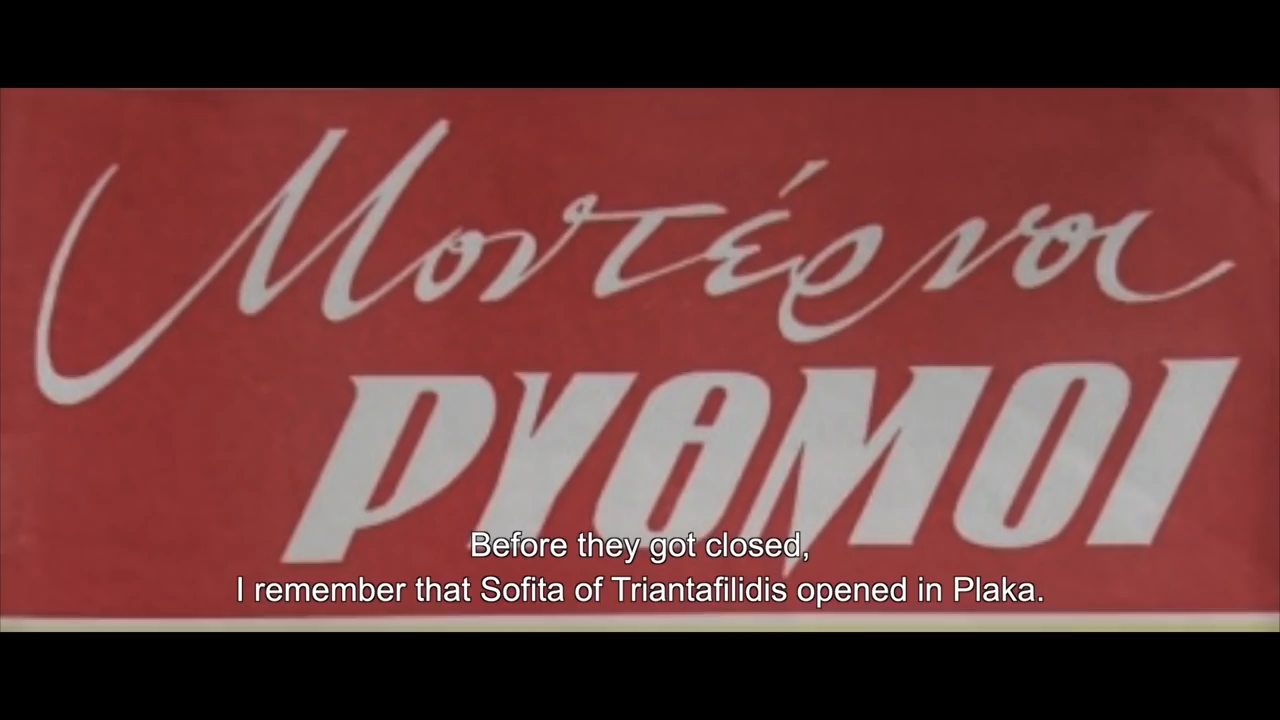 Μοντέρνοι
ΡΥΘΜΟΙ
Before they got closed,
I remember that Sofita of Triantafilidis opened in Plaka.